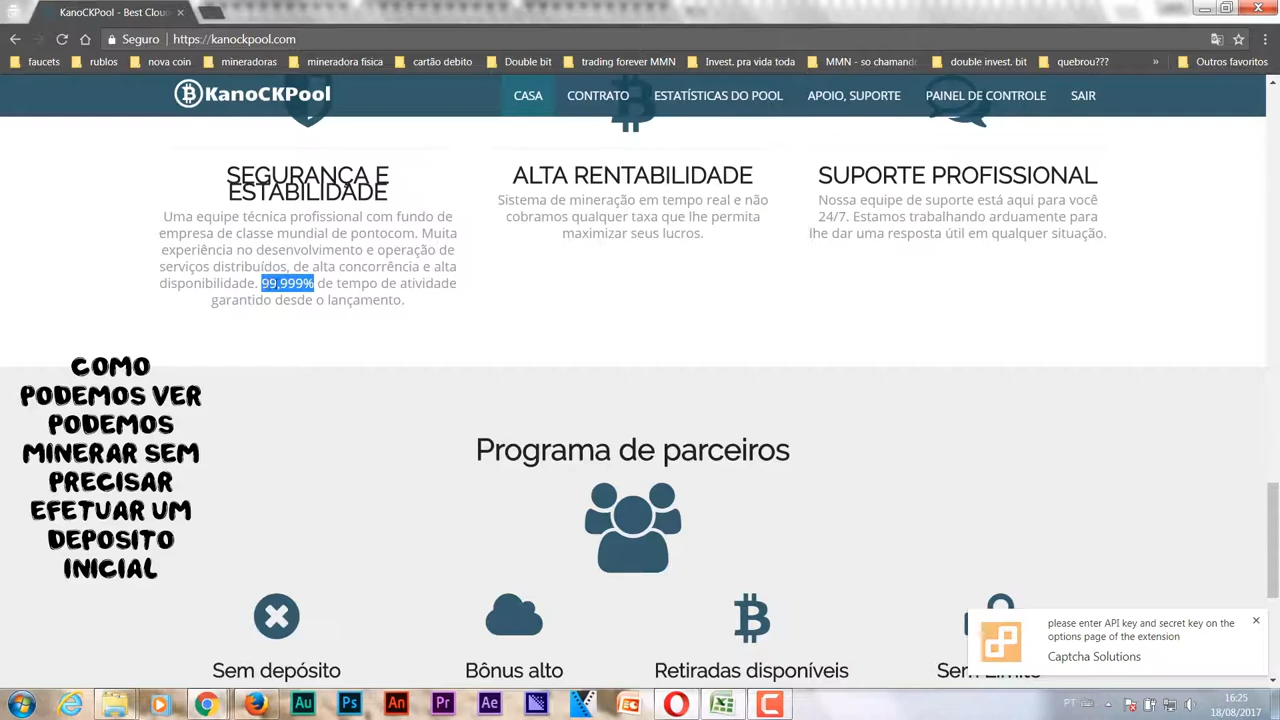 KanoCKPool - Best Clou
Seguro
https://kanockpool.com
faucets
rublos
nova coin
mineradoras
mineradora fisica
cartão debito
Double bit
trading forever MMN
Invest. pra vida toda
MMN - so chamand
double invest. bit
quebrou???
»
Outros favoritos
KanoCKPool
CASA
CONTRATO
ESTATÍSTICAS DO POOL
APOIO, SUPORTE
PAINEL DE CONTROLE
SAIR
SEGURANÇA E
ESTABILIDADE
Uma equipe técnica profissional com fundo de
empresa de classe mundial de pontocom. Muita
experiência no desenvolvimento e operação de
serviços distribuídos, de alta concorrência e alta
disponibilidade. 99,999% de tempo de atividade
garantido desde o lançamento.
ALTA RENTABILIDADE
Sistema de mineração em tempo real e não
cobramos qualquer taxa que lhe permita
maximizar seus lucros.
SUPORTE PROFISSIONAL
Nossa equipe de suporte está aqui para você
24/7. Estamos trabalhando arduamente para
lhe dar uma resposta útil em qualquer situação.
COMO
PODEMOS VER
PODEMOS
MINERAR SEM
PRECISAR
EFETUAR UM
DEPOSITO
INICIAL
Programa de parceiros
Sem depósito
Bônus alto
Retiradas disponíveis
please enter API key and secret key on the
options page of the extension
Captcha Solutions
Au
Ps
An
Pr
Ae
PT
16:25
18/08/2017